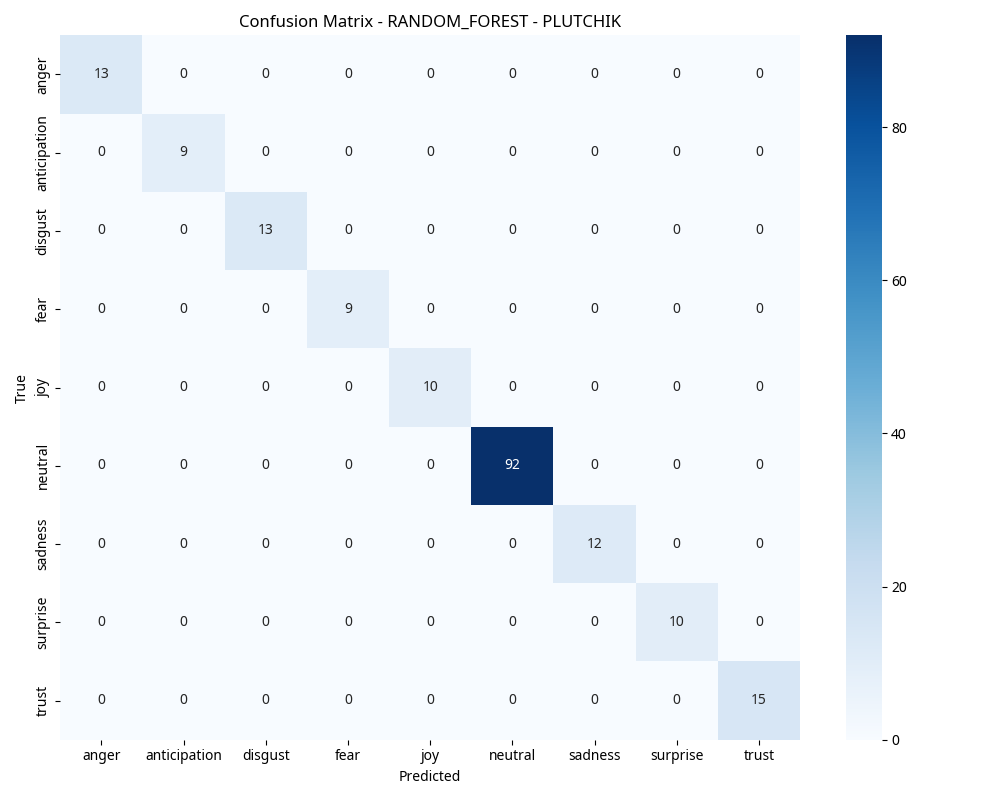 Confusion Matrix - RANDOM_FOREST - PLUTCHIK
True
anger 13 0 0 0 0 0 0 0 0
anticipation 0 9 0 0 0 0 0 0 0
disgust 0 0 13 0 0 0 0 0 0
fear 0 0 0 9 0 0 0 0 0
joy 0 0 0 0 10 0 0 0 0
neutral 0 0 0 0 0 92 0 0 0
sadness 0 0 0 0 0 0 12 0 0
surprise 0 0 0 0 0 0 0 10 0
trust 0 0 0 0 0 0 0 0 15
anger anticipation disgust fear joy neutral sadness surprise trust
Predicted
80
60
40
20
0